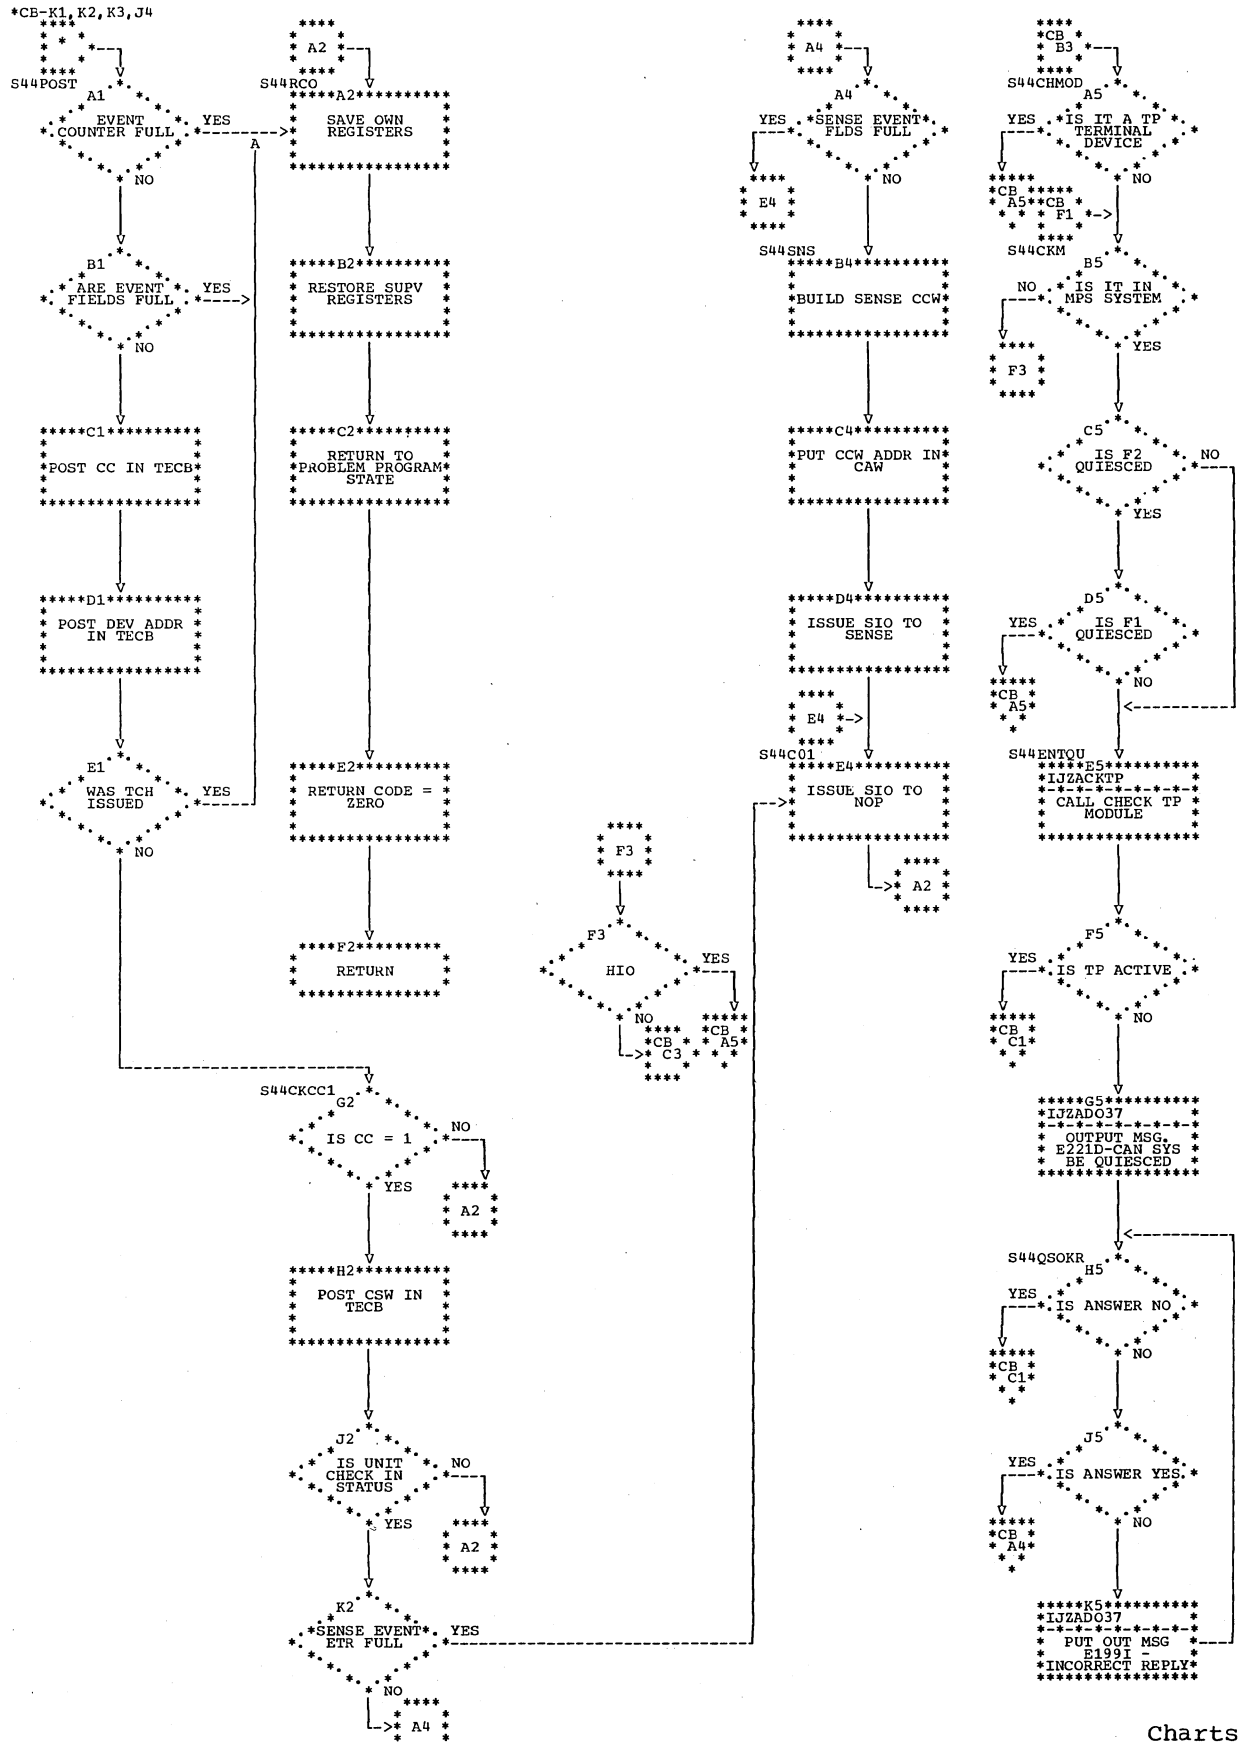 *CB-K1,K2,K3,J4
S44POST
A1
EVENT
COUNTER FULL
YES
A
NO
B1
ARE EVENT
FIELDS FULL
YES
NO
C1
POST CC IN TECB
D1
POST DEV ADDR
IN TECB
E1
WAS TCH
ISSUED
YES
NO
A2
S44RCO
A2
SAVE OWN
REGISTERS
B2
RESTORE SUPV
REGISTERS
C2
RETURN TO
PROBLEM PROGRAM
STATE
E2
RETURN CODE =
ZERO
F2
RETURN
S44CKCC1
G2
IS CC = 1
NO
YES
A2
H2
POST CSW IN
TECB
J2
IS UNIT
CHECK IN
STATUS
NO
YES
A2
K2
SENSE EVENT
ETR FULL
YES
NO
A4
F3
F3
HIO
YES
NO
CB
C3
CB
A5
A4
A4
SENSE EVENT
FLDS FULL
YES
NO
E4
S44SNS
B4
BUILD SENSE CCW
C4
PUT CCW ADDR IN
CAW
D4
ISSUE SIO TO
SENSE
E4
S44C01
E4
ISSUE SIO TO
NOP
A2
CB
B3
S44CHMOD
A5
IS IT A TP
TERMINAL
DEVICE
YES
NO
CB
A5
CB
F1
S44CKM
B5
IS IT IN
MPS SYSTEM
NO
YES
F3
C5
IS F2
QUIESCED
NO
YES
D5
IS F1
QUIESCED
YES
NO
CB
A5
S44ENTQU
E5
IJZACKTP
CALL CHECK TP
MODULE
F5
IS TP ACTIVE
YES
NO
CB
C1
G5
IJZADO37
OUTPUT MSG.
E221D-CAN SYS
BE QUIESCED
S44QSOKR
H5
IS ANSWER NO
YES
NO
CB
C1
J5
IS ANSWER YES
YES
NO
CB
A4
K5
IJZADO37
PUT OUT MSG
E199I -
INCORRECT REPLY
Charts